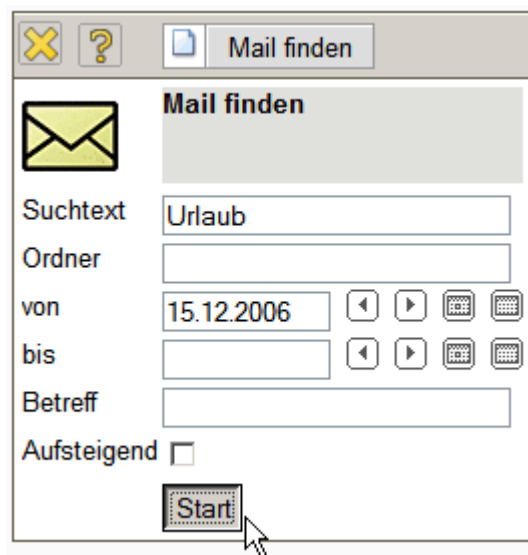 Mail finden
Mail finden
Suchtext Urlaub
Ordner
von 15.12.2006
bis
Betreff
Aufsteigend
Start